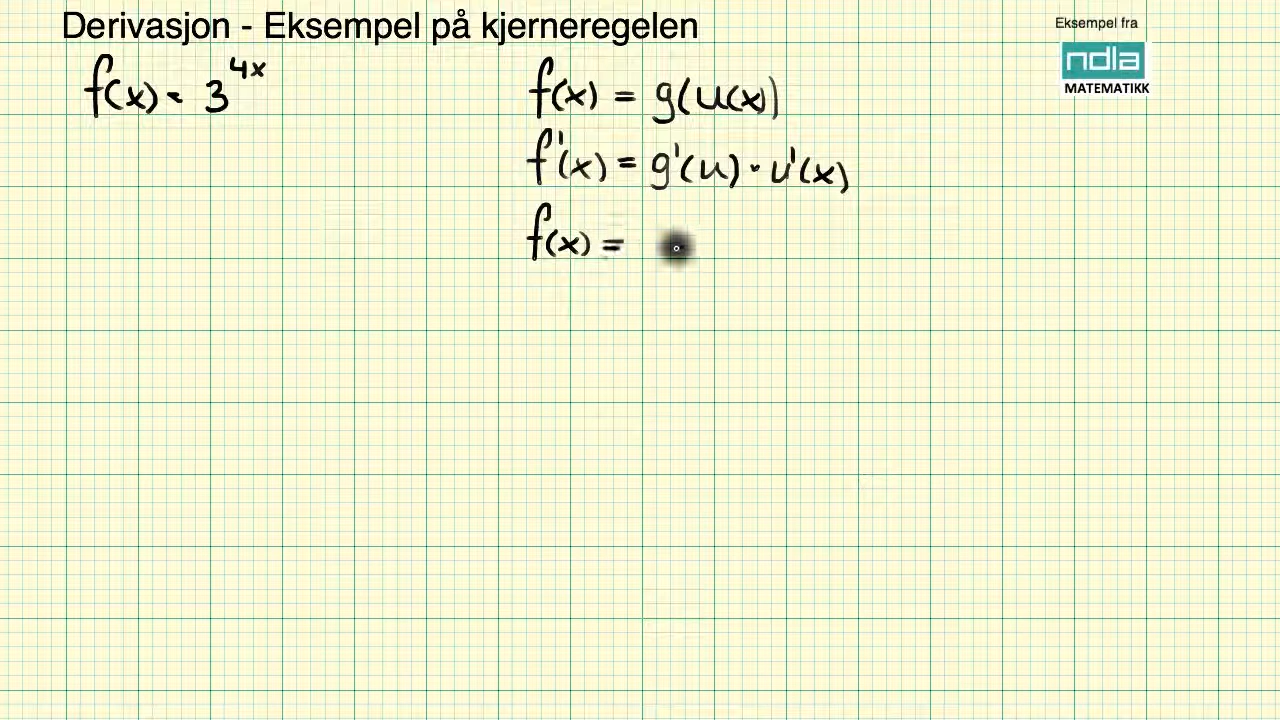 Derivasjon - Eksempel på kjerneregelen
Eksempel fra
ndla
MATEMATIKK
f(x) = 3^{4x}
f(x) = g(u(x))
f'(x) = g'(u) · u'(x)
f(x) =